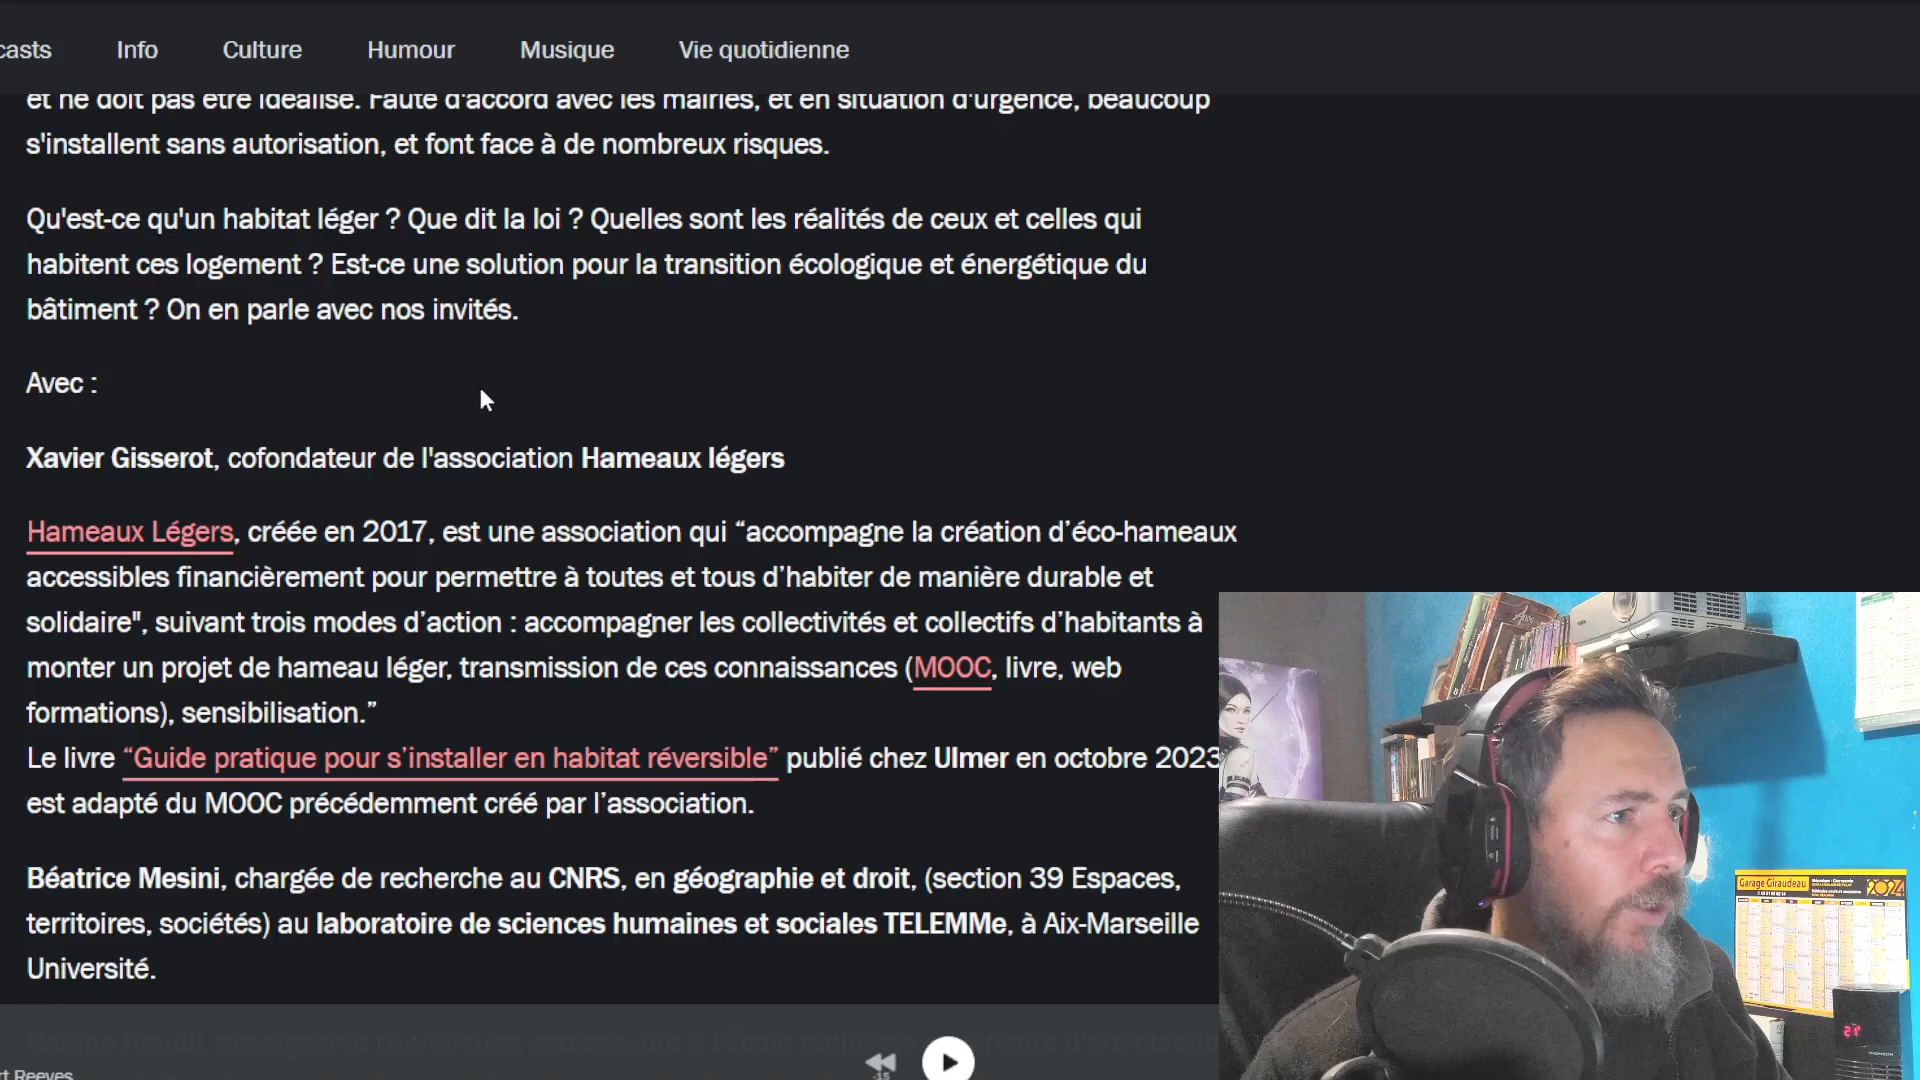 casts Info Culture Humour Musique Vie quotidienne
et ne doit pas être idéalisé. Faute d'accord avec les mairies, et en situation d'urgence, beaucoup
s'installent sans autorisation, et font face à de nombreux risques.
Qu'est-ce qu'un habitat léger ? Que dit la loi ? Quelles sont les réalités de ceux et celles qui
habitent ces logement ? Est-ce une solution pour la transition écologique et énergétique du
bâtiment ? On en parle avec nos invités.
Avec :
Xavier Gisserot, cofondateur de l'association Hameaux légers
Hameaux Légers, créée en 2017, est une association qui “accompagne la création d’éco-hameaux
accessibles financièrement pour permettre à toutes et tous d’habiter de manière durable et
solidaire", suivant trois modes d’action : accompagner les collectivités et collectifs d’habitants à
monter un projet de hameau léger, transmission de ces connaissances (MOOC, livre, web
formations), sensibilisation.”
Le livre “Guide pratique pour s’installer en habitat réversible” publié chez Ulmer en octobre 2023
est adapté du MOOC précédemment créé par l’association.
Béatrice Mesini, chargée de recherche au CNRS, en géographie et droit, (section 39 Espaces,
territoires, sociétés) au laboratoire de sciences humaines et sociales TELEMMe, à Aix-Marseille
Université.
rt Reeves
15
Garage Giraudeau
2024
THOMSON